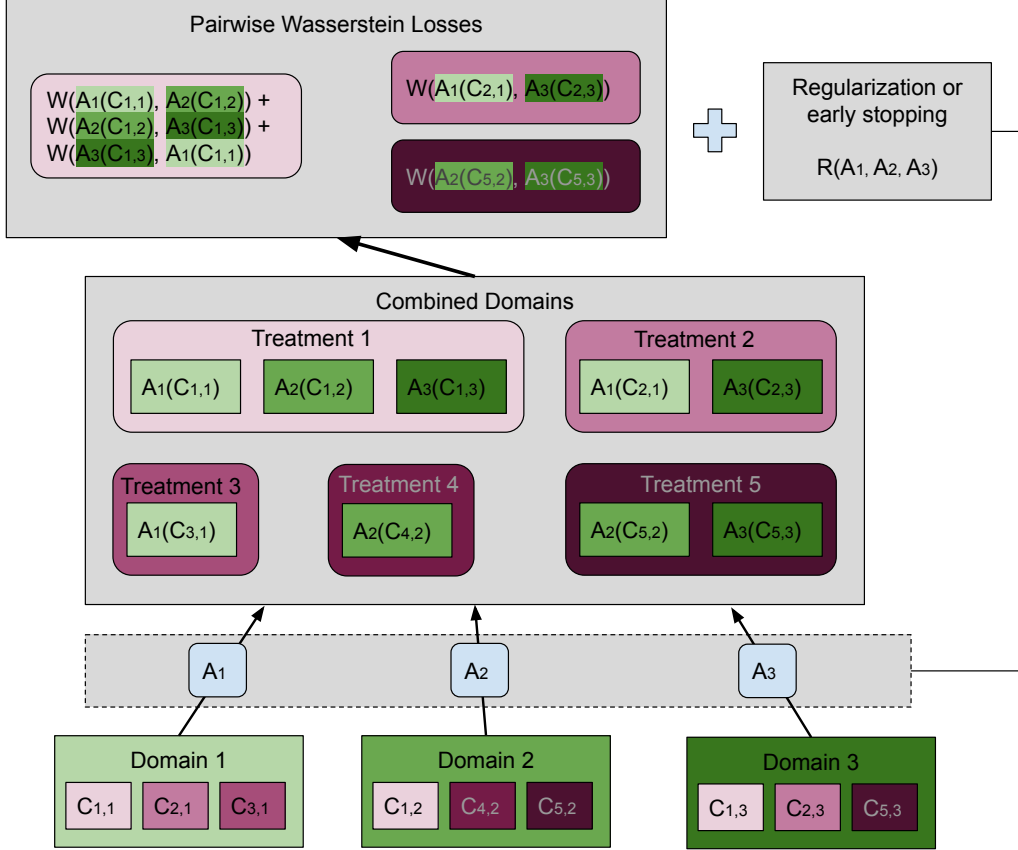 Pairwise Wasserstein Losses
W(A1(C1,1), A2(C1,2)) +
W(A2(C1,2), A3(C1,3)) +
W(A3(C1,3), A1(C1,1))
W(A1(C2,1), A3(C2,3))
W(A2(C5,2), A3(C5,3))
Regularization or
early stopping
R(A1, A2, A3)
Combined Domains
Treatment 1
A1(C1,1) A2(C1,2) A3(C1,3)
Treatment 2
A1(C2,1) A3(C2,3)
Treatment 3
A1(C3,1)
Treatment 4
A2(C4,2)
Treatment 5
A2(C5,2) A3(C5,3)
A1 A2 A3
Domain 1
C1,1 C2,1 C3,1
Domain 2
C1,2 C4,2 C5,2
Domain 3
C1,3 C2,3 C5,3